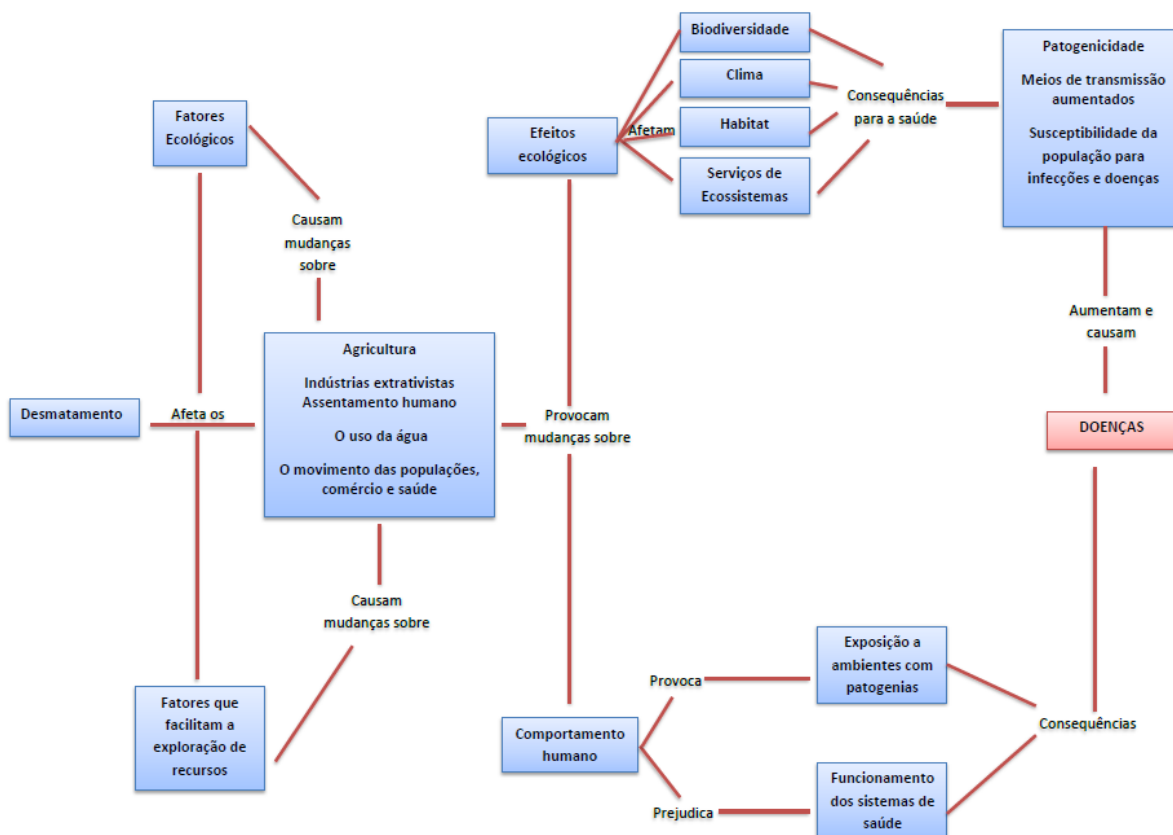 Desmatamento
Afeta os
Fatores
Ecológicos
Causam
mudanças
sobre
Agricultura
Indústrias extrativistas
Assentamento humano
O uso da água
O movimento das populações,
comércio e saúde
Causam
mudanças sobre
Fatores que
facilitam a
exploração de
recursos
Provocam
mudanças sobre
Efeitos
ecológicos
Afetam
Biodiversidade
Clima
Habitat
Serviços de
Ecossistemas
Consequências
para a saúde
Patogenicidade
Meios de transmissão
aumentados
Susceptibilidade da
população para
infecções e doenças
Aumentam e
causam
DOENÇAS
Comportamento
humano
Provoca
Prejudica
Exposição a
ambientes com
patogenias
Funcionamento
dos sistemas de
saúde
Consequências